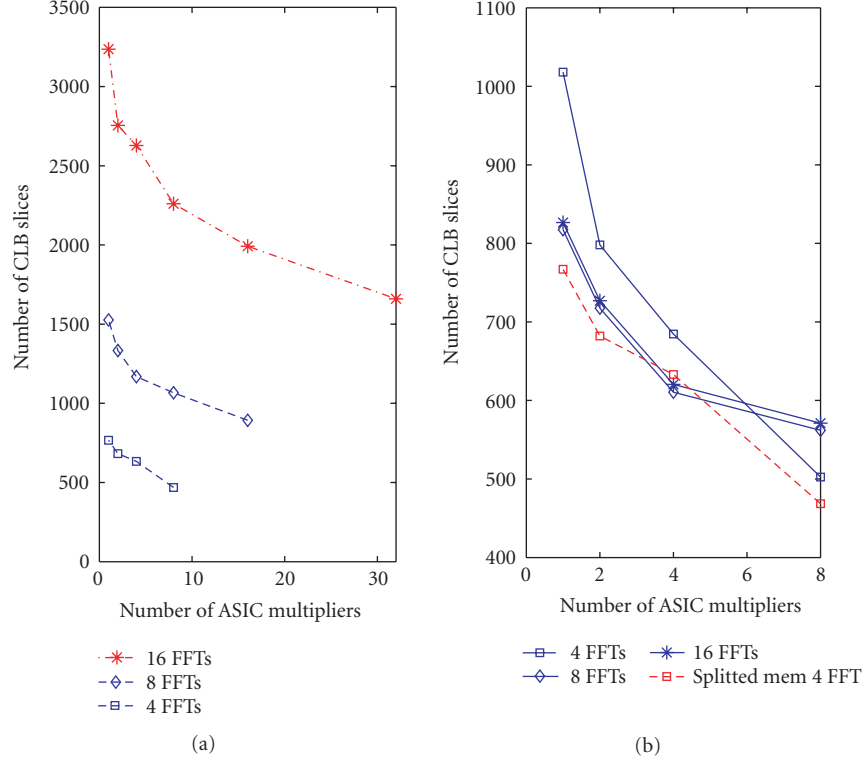 3500
3000
2500
2000
1500
1000
500
0
0
10
20
30
Number of CLB slices
Number of ASIC multipliers
16 FFTs
8 FFTs
4 FFTs
(a)
1100
1000
900
800
700
600
500
400
0
2
4
6
8
Number of CLB slices
Number of ASIC multipliers
4 FFTs
8 FFTs
16 FFTs
Splitted mem 4 FFT
(b)